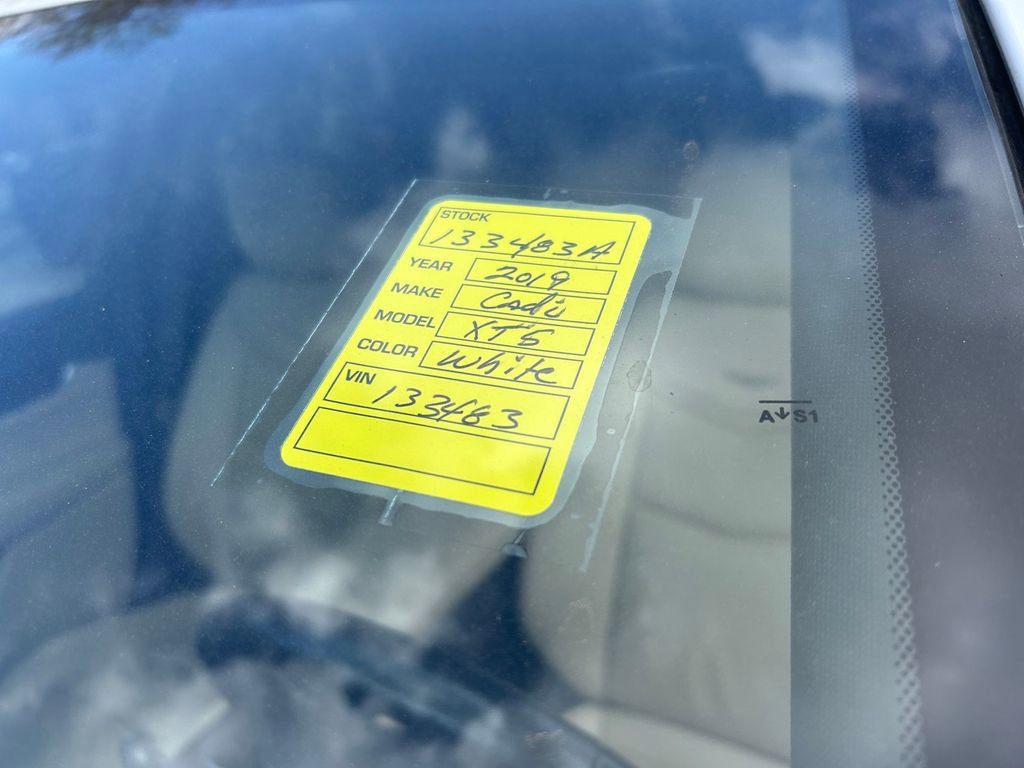 STOCK
133483A
YEAR 2019
MAKE Cadi
MODEL XT5
COLOR White
VIN 133483
A↓S1